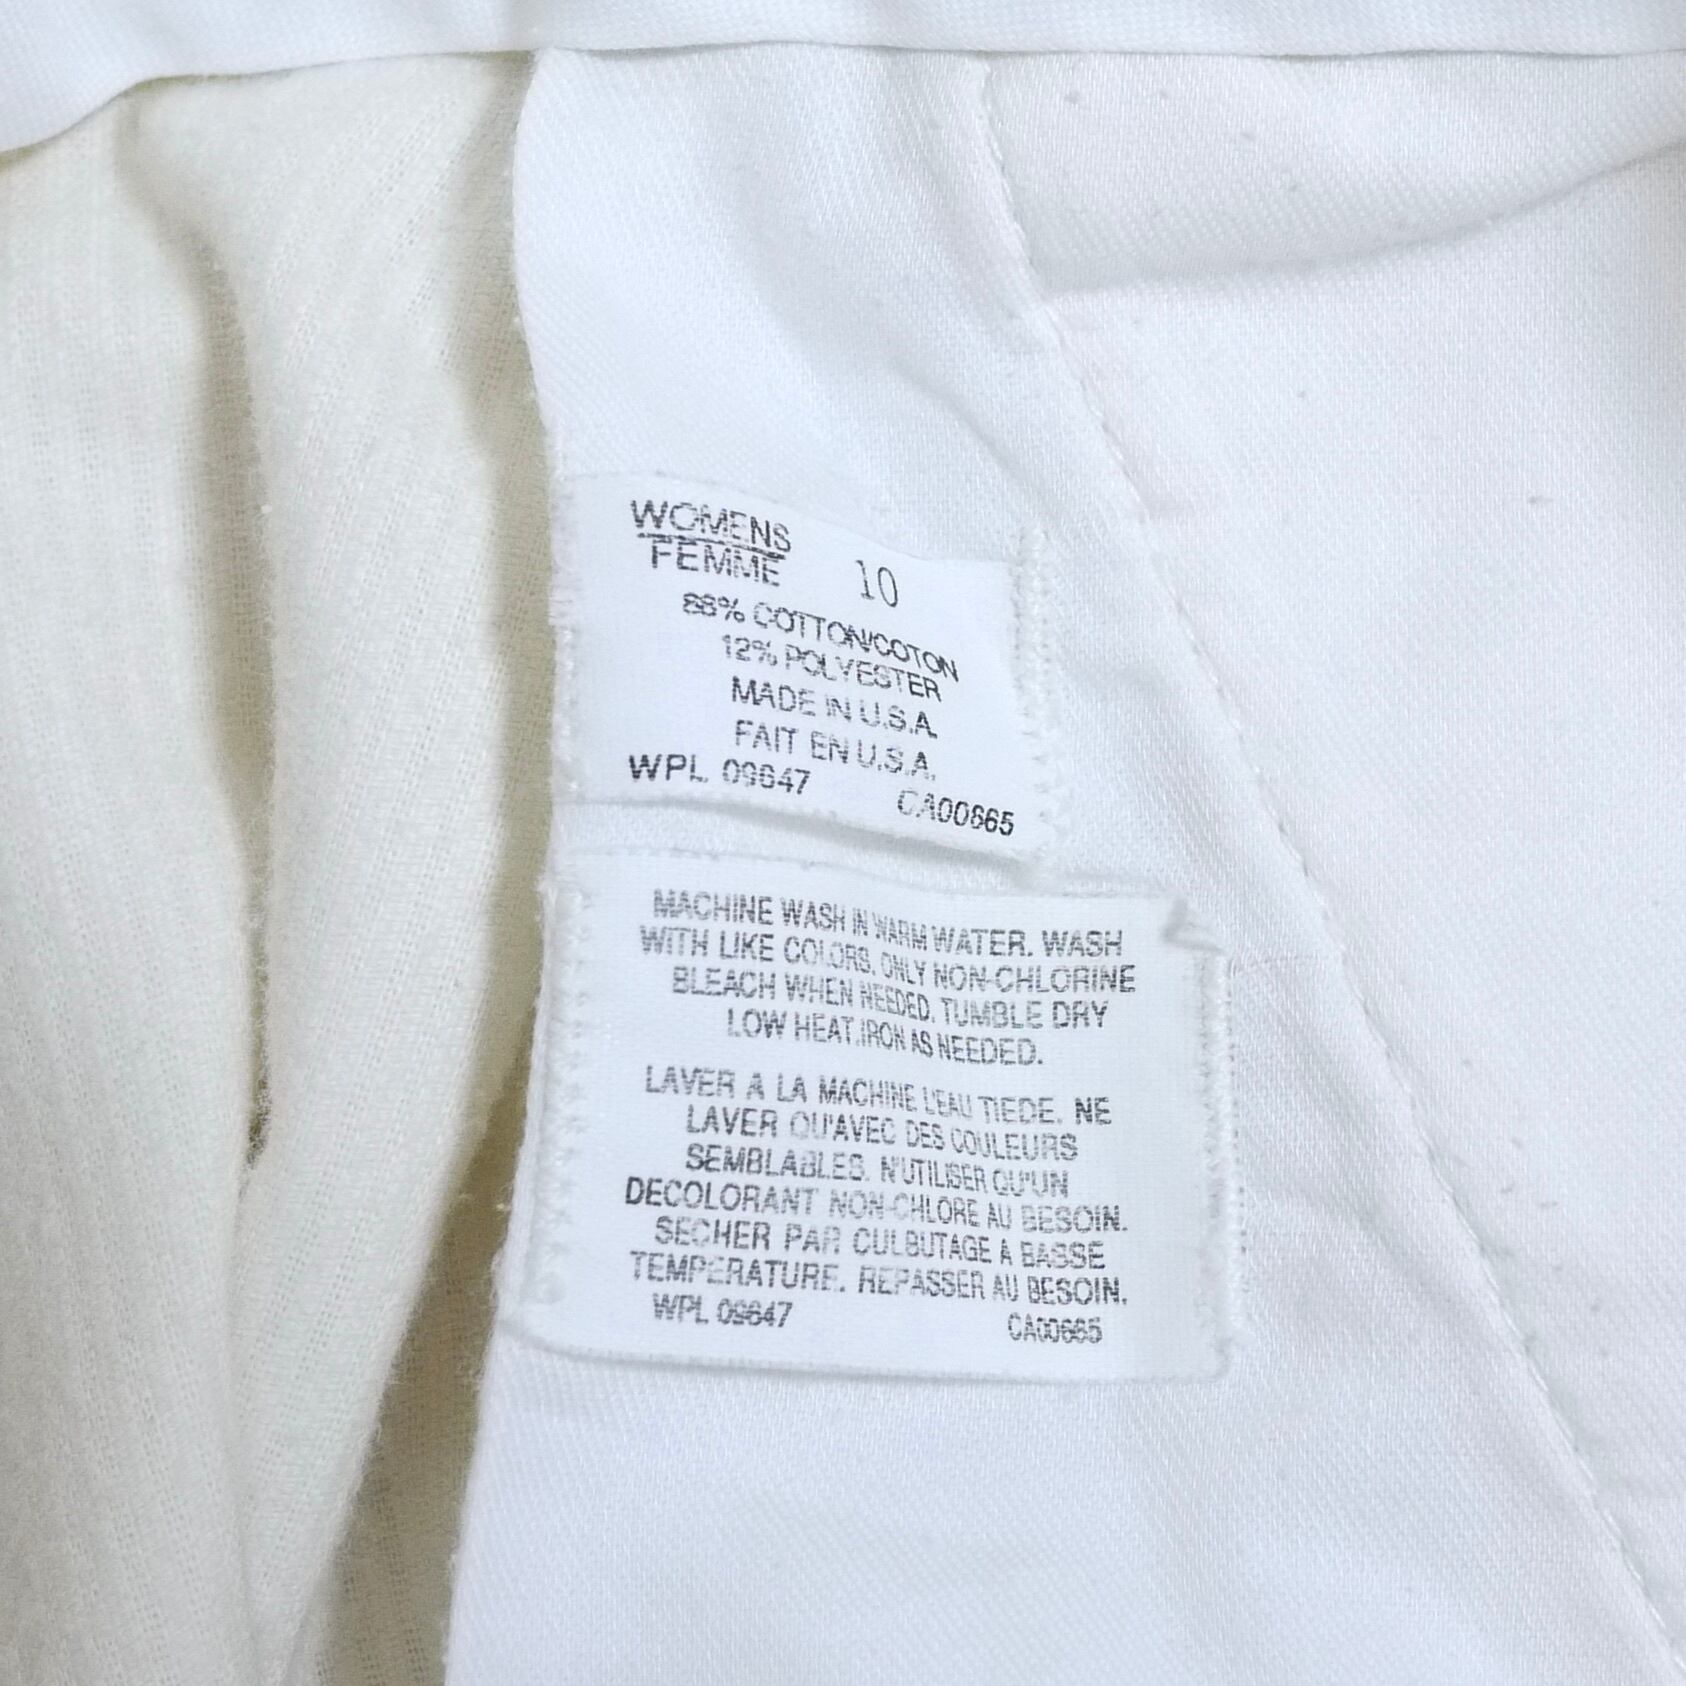 WOMENS
FEMME 10
88% COTTON/COTON
12% POLYESTER
MADE IN U.S.A.
FAIT EN U.S.A.
WPL 09647 CA00665
MACHINE WASH IN WARM WATER. WASH
WITH LIKE COLORS. ONLY NON-CHLORINE
BLEACH WHEN NEEDED. TUMBLE DRY
LOW HEAT.IRON AS NEEDED.
LAVER A LA MACHINE L'EAU TIEDE. NE
LAVER QU'AVEC DES COULEURS
SEMBLABLES. N'UTILISER QU'UN
DECOLORANT NON-CHLORE AU BESOIN.
SECHER PAR CULBUTAGE A BASSE
TEMPERATURE. REPASSER AU BESOIN.
WPL 09647 CA00665